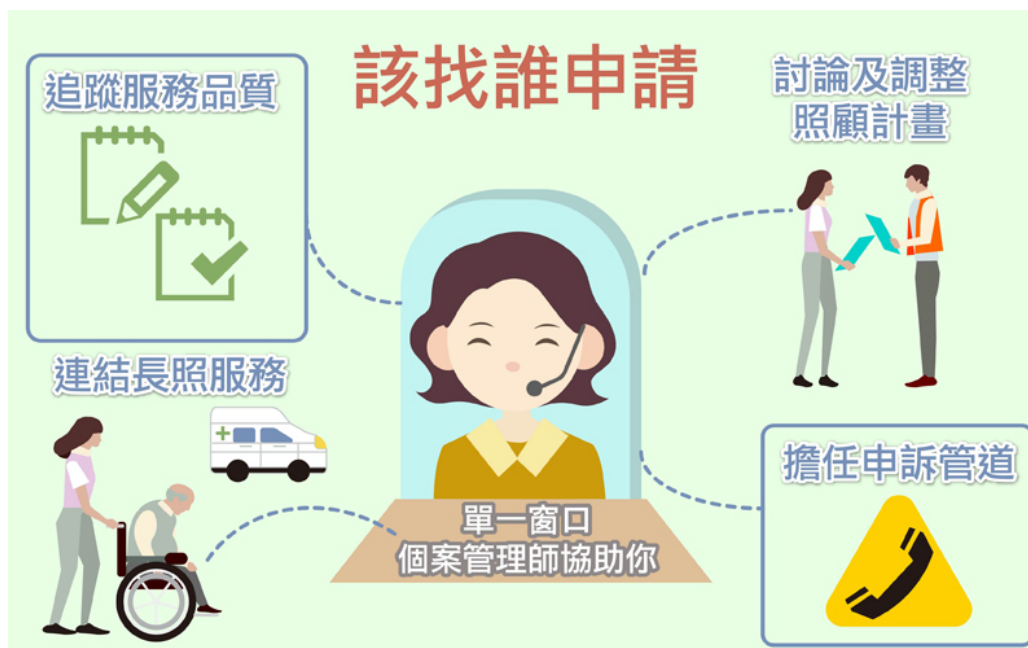 該找誰申請
追蹤服務品質
討論及調整
照顧計畫
連結長照服務
擔任申訴管道
單一窗口
個案管理師協助你